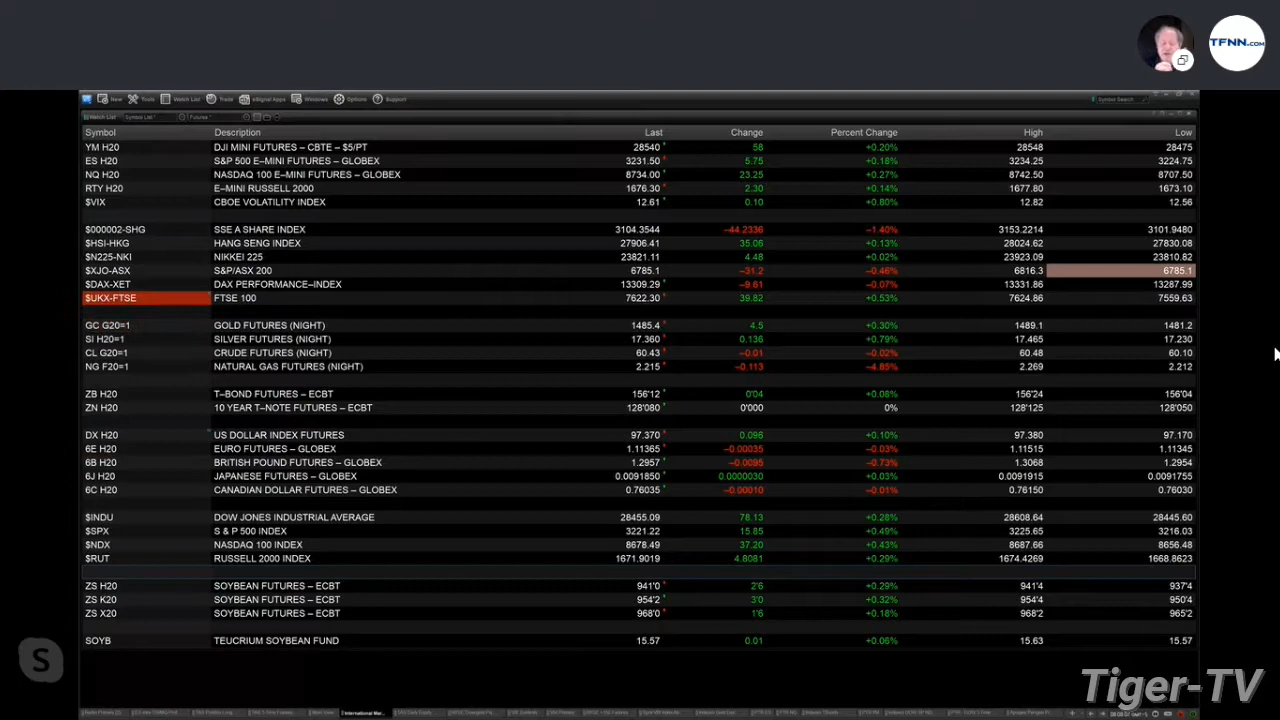 TFNN.COM
New Tools Watch List Trade eSignal Apps Windows Options Support Symbol Search
Watch List Symbol List Futures
Symbol Description Last Change Percent Change High Low
YM H20 DJI MINI FUTURES – CBTE – $5/PT 28540 58 +0.20% 28548 28475
ES H20 S&P 500 E–MINI FUTURES – GLOBEX 3231.50 5.75 +0.18% 3234.25 3224.75
NQ H20 NASDAQ 100 E–MINI FUTURES – GLOBEX 8734.00 23.25 +0.27% 8742.50 8707.50
RTY H20 E–MINI RUSSELL 2000 1676.30 2.30 +0.14% 1677.80 1673.10
$VIX CBOE VOLATILITY INDEX 12.61 0.10 +0.80% 12.82 12.56
$000002-SHG SSE A SHARE INDEX 3104.3544 –44.2336 –1.40% 3153.2214 3101.9480
$HSI-HKG HANG SENG INDEX 27906.41 35.06 +0.13% 28024.62 27830.08
$N225-NKI NIKKEI 225 23821.11 4.48 +0.02% 23923.09 23810.82
$XJO-ASX S&P/ASX 200 6785.1 –31.2 –0.46% 6816.3 6785.1
$DAX-XET DAX PERFORMANCE–INDEX 13309.29 –9.61 –0.07% 13331.86 13287.99
$UKX-FTSE FTSE 100 7622.30 39.82 +0.53% 7624.86 7559.63
GC G20=1 GOLD FUTURES (NIGHT) 1485.4 4.5 +0.30% 1489.1 1481.2
SI H20=1 SILVER FUTURES (NIGHT) 17.360 0.136 +0.79% 17.465 17.230
CL G20=1 CRUDE FUTURES (NIGHT) 60.43 –0.01 –0.02% 60.48 60.10
NG F20=1 NATURAL GAS FUTURES (NIGHT) 2.215 –0.113 –4.85% 2.269 2.212
ZB H20 T–BOND FUTURES – ECBT 156'12 0'04 +0.08% 156'24 156'04
ZN H20 10 YEAR T–NOTE FUTURES – ECBT 128'080 0'000 0% 128'125 128'050
DX H20 US DOLLAR INDEX FUTURES 97.370 0.096 +0.10% 97.380 97.170
6E H20 EURO FUTURES – GLOBEX 1.11365 –0.00035 –0.03% 1.11515 1.11345
6B H20 BRITISH POUND FUTURES – GLOBEX 1.2957 –0.0095 –0.73% 1.3068 1.2954
6J H20 JAPANESE FUTURES – GLOBEX 0.0091850 0.0000030 +0.03% 0.0091915 0.0091755
6C H20 CANADIAN DOLLAR FUTURES – GLOBEX 0.76035 –0.00010 –0.01% 0.76150 0.76030
$INDU DOW JONES INDUSTRIAL AVERAGE 28455.09 78.13 +0.28% 28608.64 28445.60
$SPX S & P 500 INDEX 3221.22 15.85 +0.49% 3225.65 3216.03
$NDX NASDAQ 100 INDEX 8678.49 37.20 +0.43% 8687.66 8656.48
$RUT RUSSELL 2000 INDEX 1671.9019 4.8081 +0.29% 1674.4269 1668.8623
ZS H20 SOYBEAN FUTURES – ECBT 941'0 2'6 +0.29% 941'4 937'4
ZS K20 SOYBEAN FUTURES – ECBT 954'2 3'0 +0.32% 954'4 950'4
ZS X20 SOYBEAN FUTURES – ECBT 968'0 1'6 +0.18% 968'2 965'2
SOYB TEUCRIUM SOYBEAN FUND 15.57 0.01 +0.06% 15.63 15.57
S
Tiger-TV
International Mar...